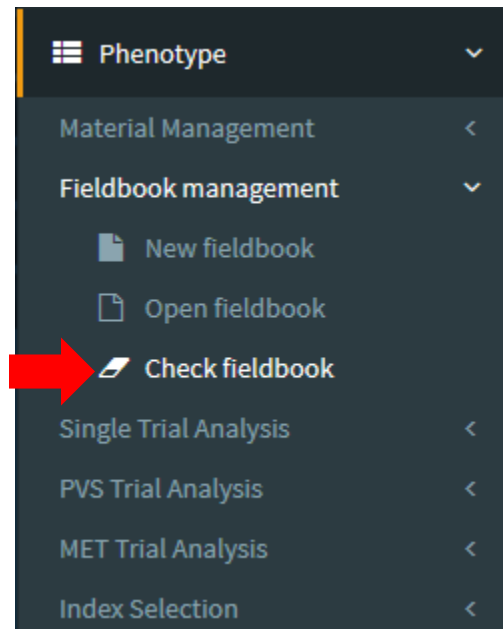 Phenotype
Material Management
Fieldbook management
New fieldbook
Open fieldbook
Check fieldbook
Single Trial Analysis
PVS Trial Analysis
MET Trial Analysis
Index Selection